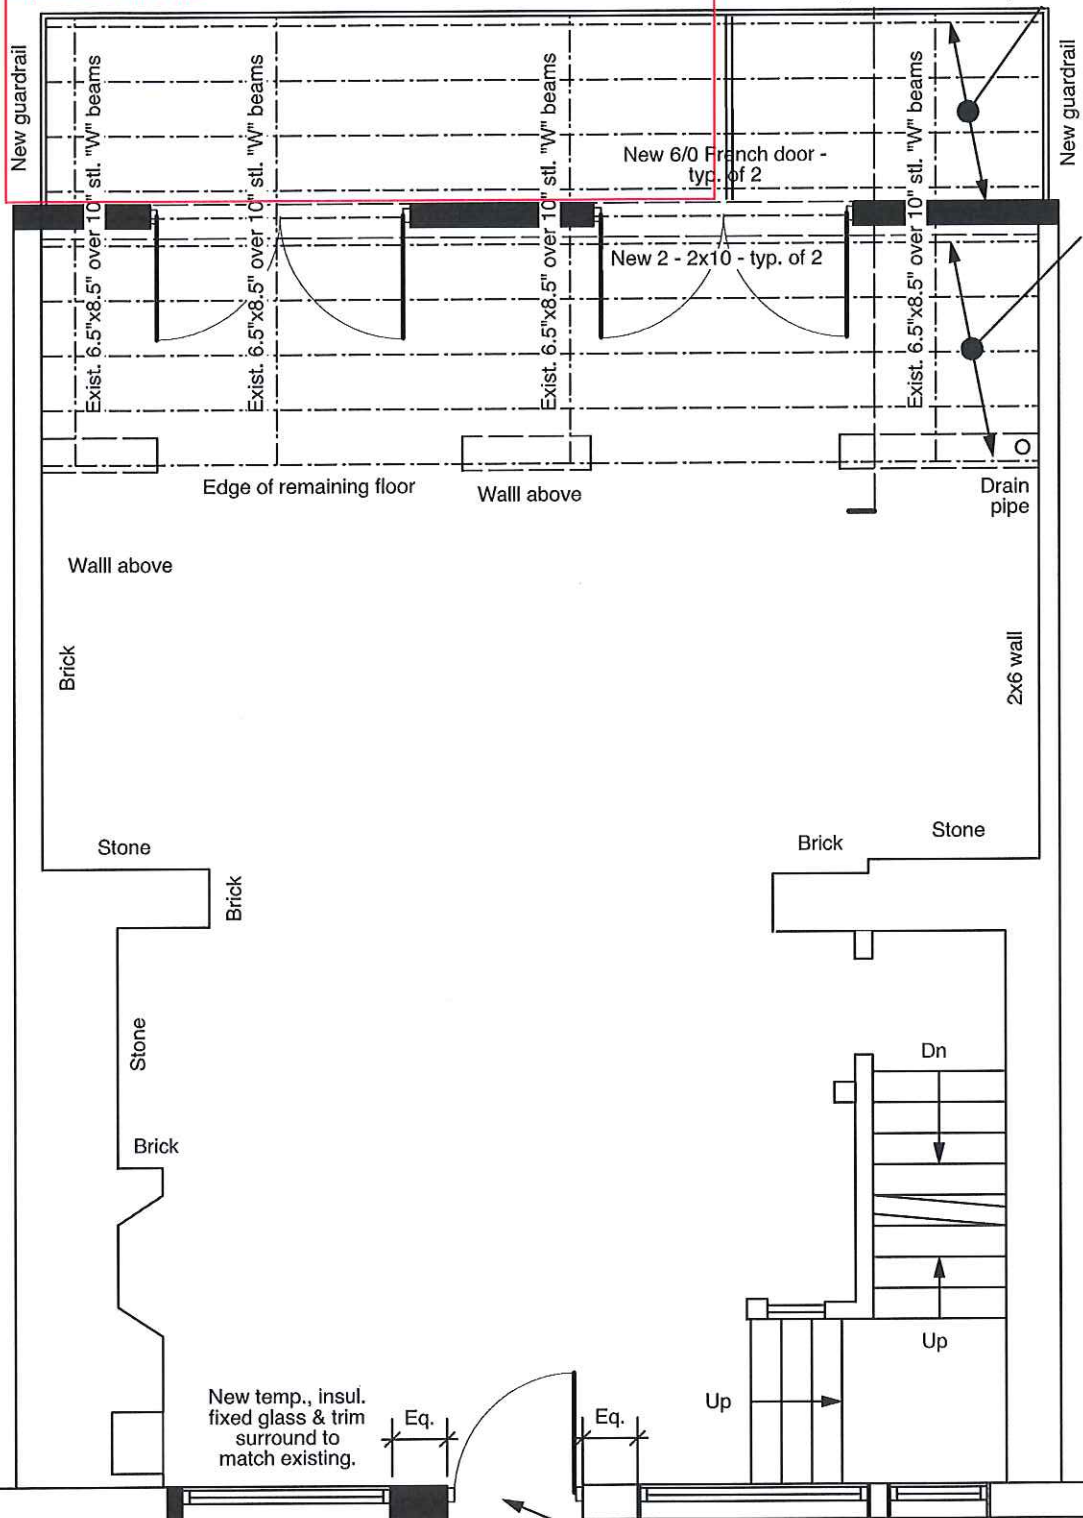 New guardrail
Exist. 6.5"x8.5" over 10" stl. "W" beams
Exist. 6.5"x8.5" over 10" stl. "W" beams
Exist. 6.5"x8.5" over 10" stl. "W" beams
Exist. 6.5"x8.5" over 10" stl. "W" beams
New guardrail
New 6/0 French door -
typ. of 2
New 2 - 2x10 - typ. of 2
Edge of remaining floor
Walll above
Drain
pipe
Walll above
Brick
2x6 wall
Stone
Brick
Brick
Stone
Stone
Brick
Dn
Up
Up
New temp., insul.
fixed glass & trim
surround to
match existing.
Eq.
Eq.